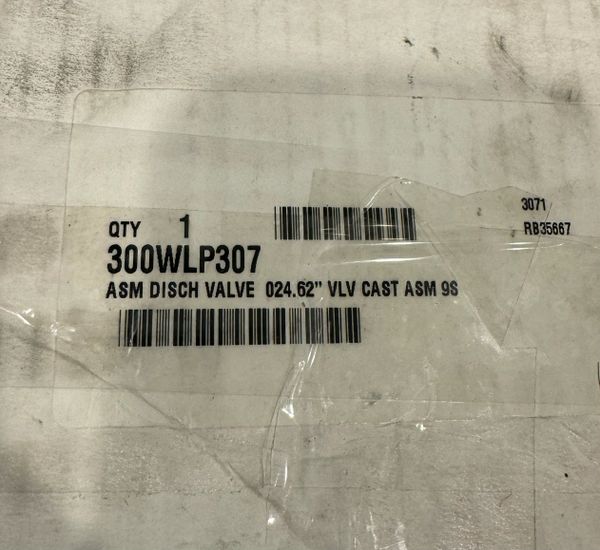 3071
QTY 1
RB35667
300WLP307
ASM DISCH VALVE 024.62" VLV CAST ASM 9S